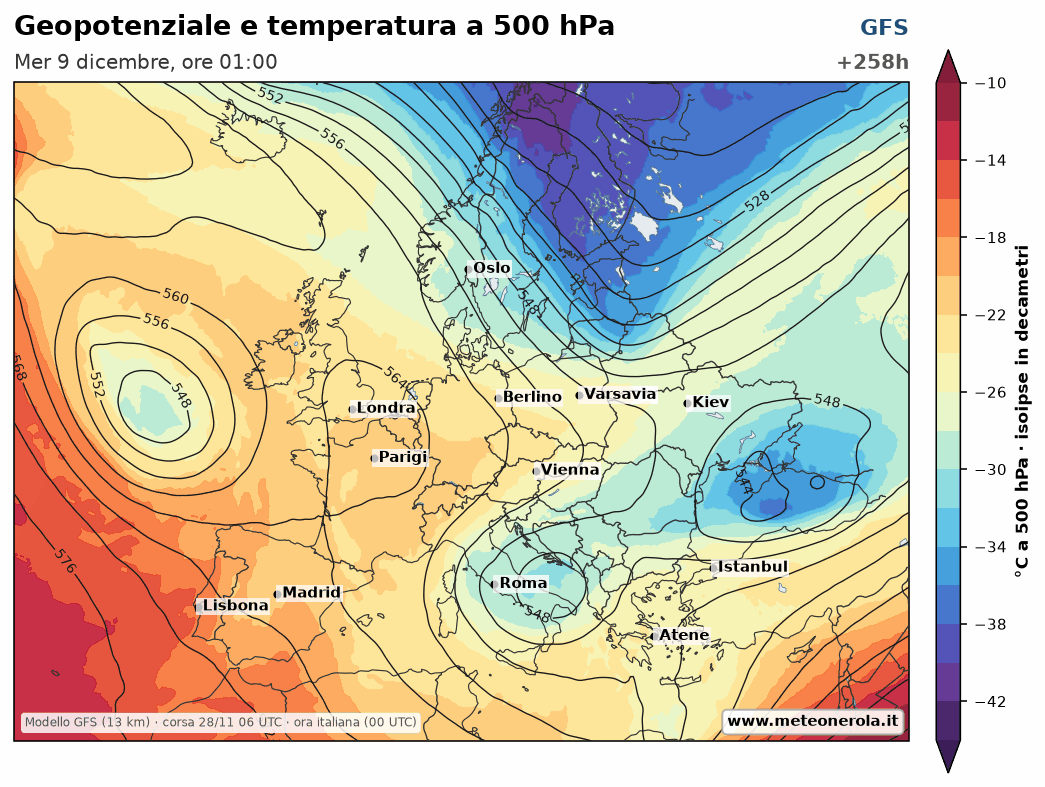 Geopotenziale e temperatura a 500 hPa
GFS
Mer 9 dicembre, ore 01:00
+258h
552
556
528
560
556
552
548
568
548
564
548
544
576
548
Oslo
Berlino
Varsavia
Kiev
Londra
Parigi
Vienna
Roma
Istanbul
Madrid
Lisbona
Atene
Modello GFS (13 km) · corsa 28/11 06 UTC · ora italiana (00 UTC)
www.meteonerola.it
−10
−14
−18
−22
−26
−30
−34
−38
−42
°C a 500 hPa · isoipse in decametri